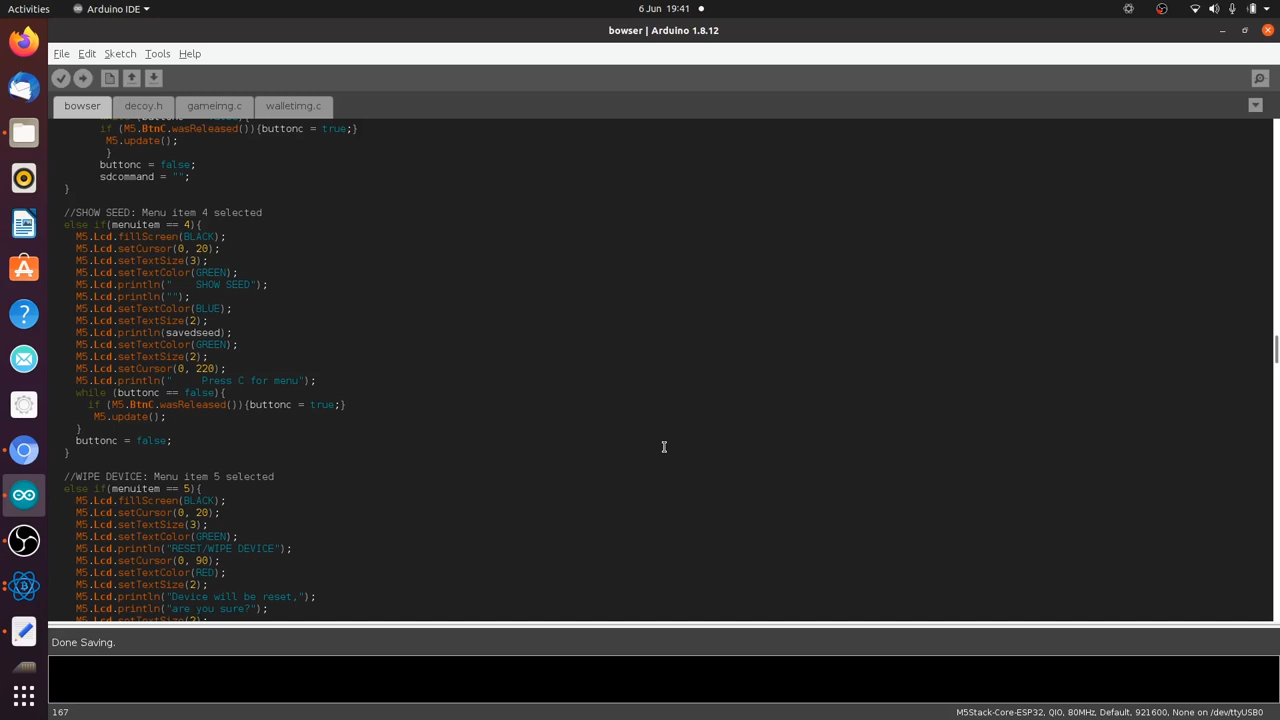 Activities
Arduino IDE
6 Jun 19:41
bowser | Arduino 1.8.12
File Edit Sketch Tools Help
bowser decoy.h gameimg.c walletimg.c
if (M5.BtnC.wasReleased()){buttonc = true;}
M5.update();
}
buttonc = false;
sdcommand = "";
}
//SHOW SEED: Menu item 4 selected
else if(menuitem == 4){
M5.Lcd.fillScreen(BLACK);
M5.Lcd.setCursor(0, 20);
M5.Lcd.setTextSize(3);
M5.Lcd.setTextColor(GREEN);
M5.Lcd.println("    SHOW SEED");
M5.Lcd.println("");
M5.Lcd.setTextColor(BLUE);
M5.Lcd.setTextSize(2);
M5.Lcd.println(savedseed);
M5.Lcd.setTextColor(GREEN);
M5.Lcd.setTextSize(2);
M5.Lcd.setCursor(0, 220);
M5.Lcd.println("     Press C for menu");
while (buttonc == false){
if (M5.BtnC.wasReleased()){buttonc = true;}
M5.update();
}
buttonc = false;
}
//WIPE DEVICE: Menu item 5 selected
else if(menuitem == 5){
M5.Lcd.fillScreen(BLACK);
M5.Lcd.setCursor(0, 20);
M5.Lcd.setTextSize(3);
M5.Lcd.setTextColor(GREEN);
M5.Lcd.println("RESET/WIPE DEVICE");
M5.Lcd.setCursor(0, 90);
M5.Lcd.setTextColor(RED);
M5.Lcd.setTextSize(2);
M5.Lcd.println("Device will be reset,");
M5.Lcd.println("are you sure?");
Done Saving.
167
M5Stack-Core-ESP32, QIO, 80MHz, Default, 921600, None on /dev/ttyUSB0